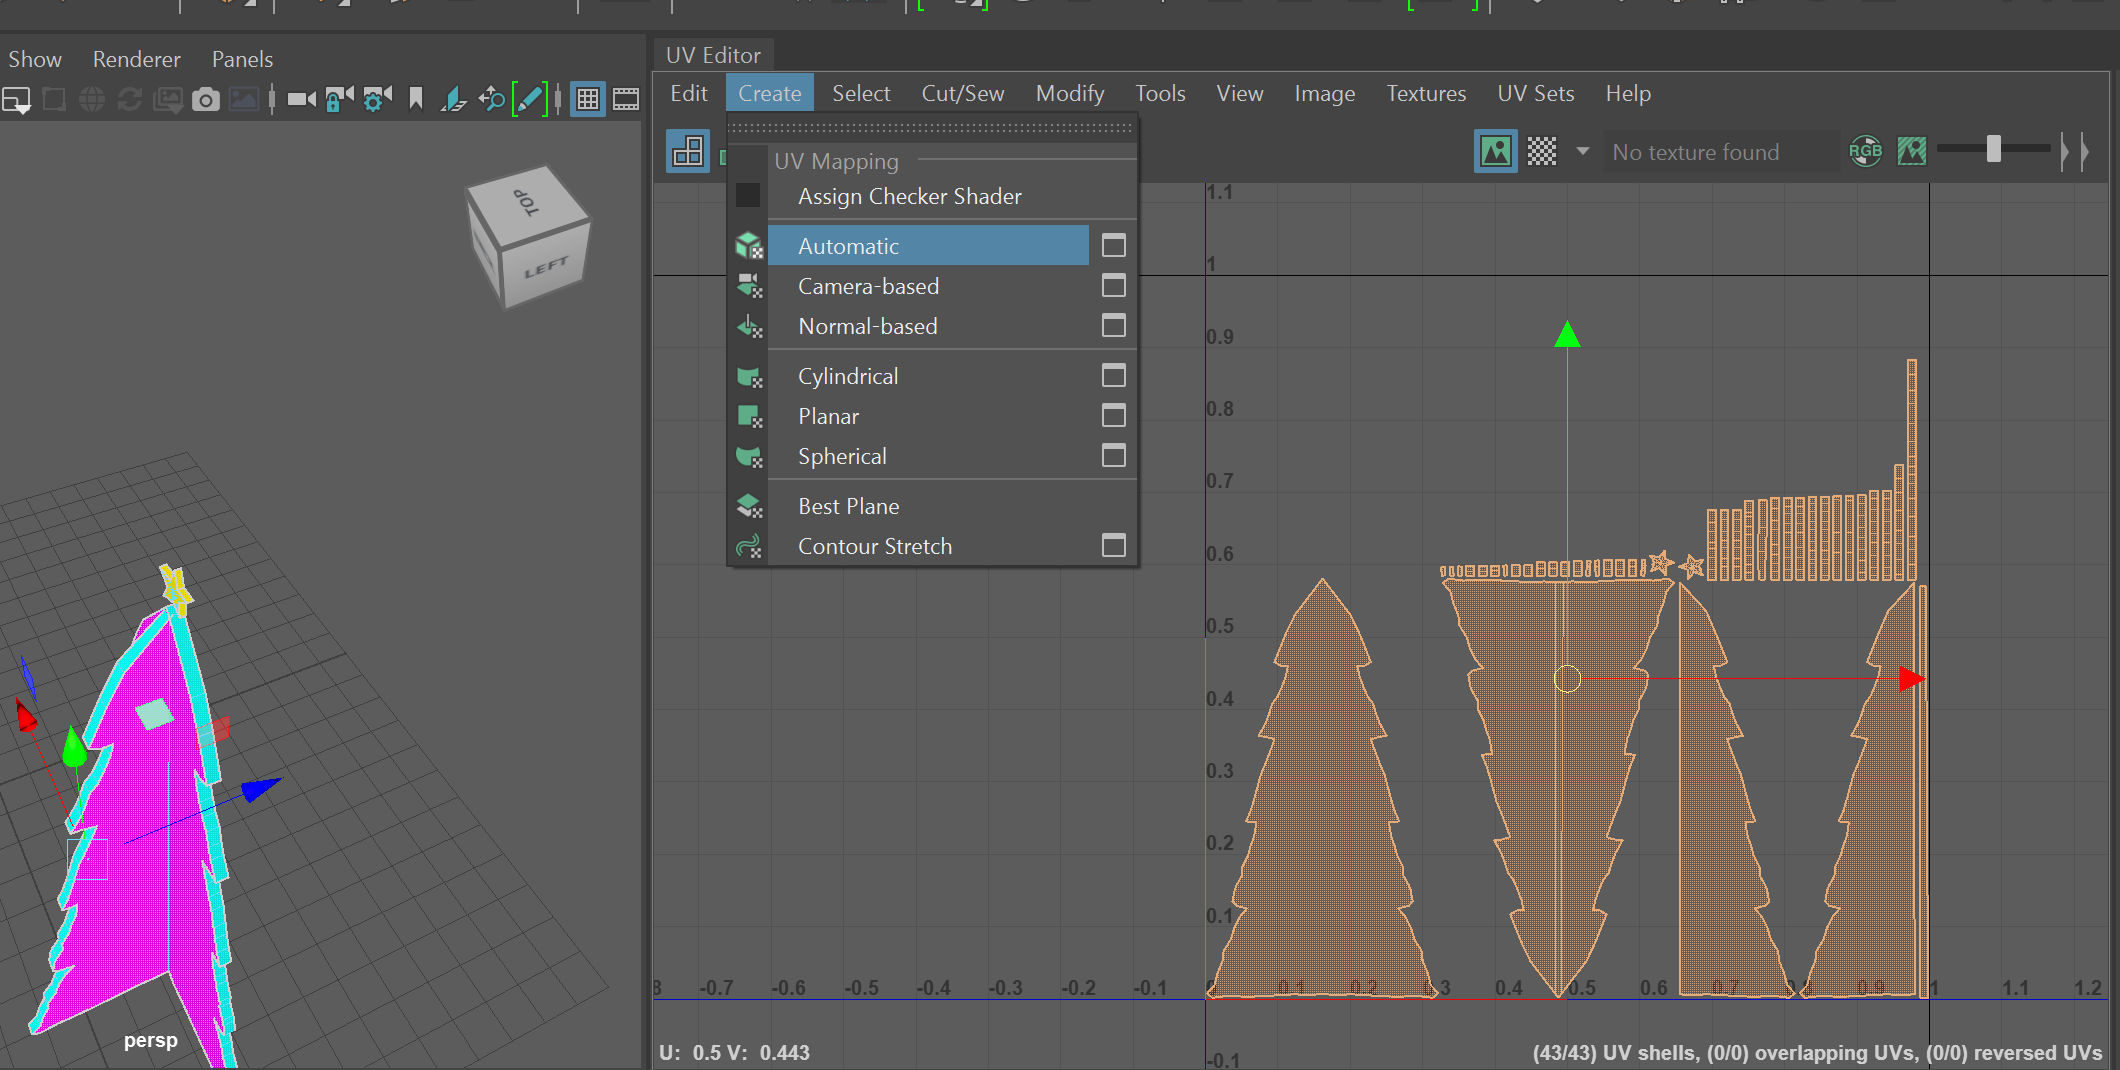 Show Renderer Panels
UV Editor
Edit Create Select Cut/Sew Modify Tools View Image Textures UV Sets Help
No texture found
RGB
UV Mapping
Assign Checker Shader
Automatic
Camera-based
Normal-based
Cylindrical
Planar
Spherical
Best Plane
Contour Stretch
TOP
LEFT
1.1
1
0.9
0.8
0.7
0.6
0.5
0.4
0.3
0.2
0.1
8 -0.7 -0.6 -0.5 -0.4 -0.3 -0.2 -0.1 0.1 0.2 3 0.4 0.5 0.6 0.7 0.8 0.9 1 1.1 1.2
-0.1
persp
U: 0.5 V: 0.443
(43/43) UV shells, (0/0) overlapping UVs, (0/0) reversed UVs